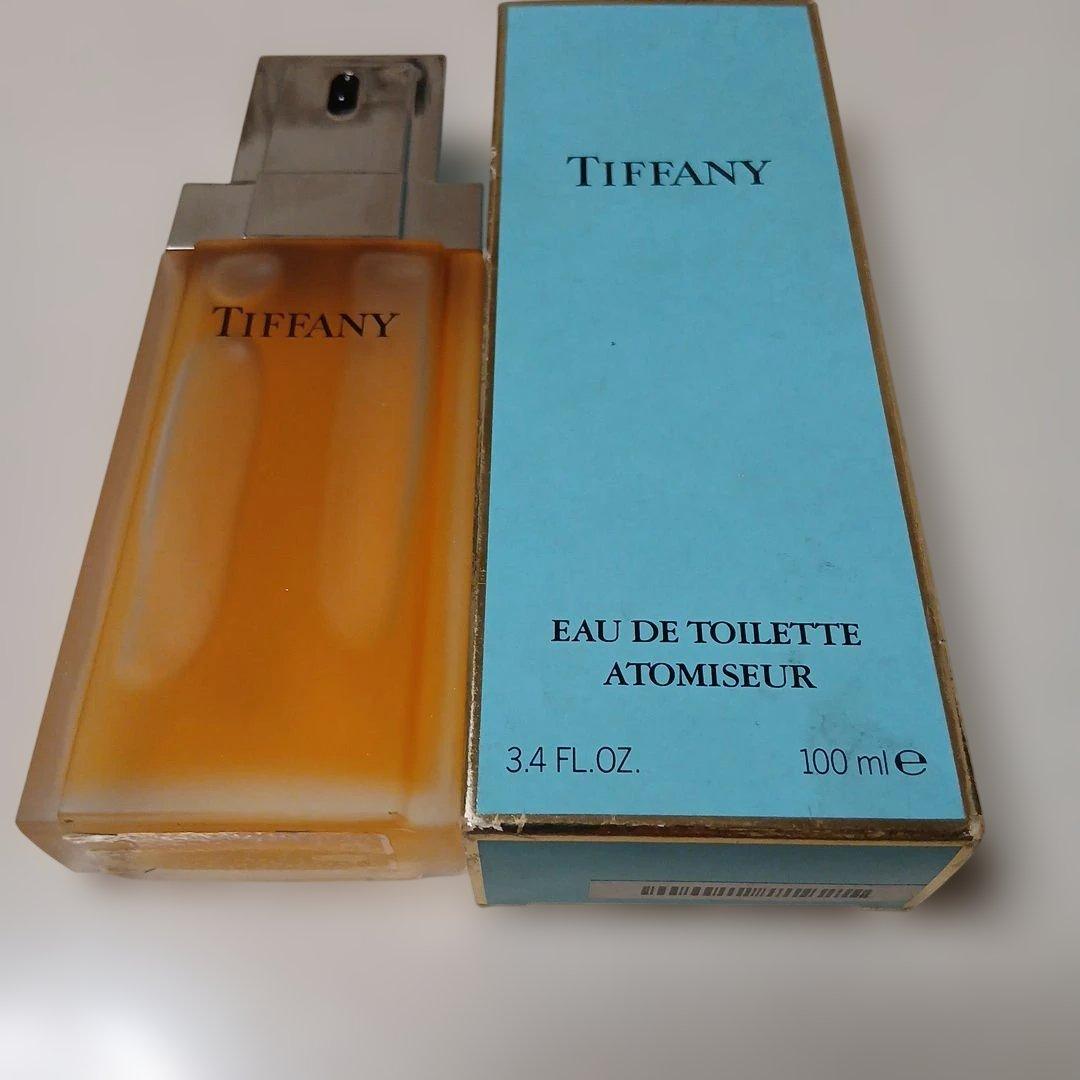 TIFFANY
TIFFANY
EAU DE TOILETTE
ATOMISEUR
3.4 FL.OZ. 100 ml ℮